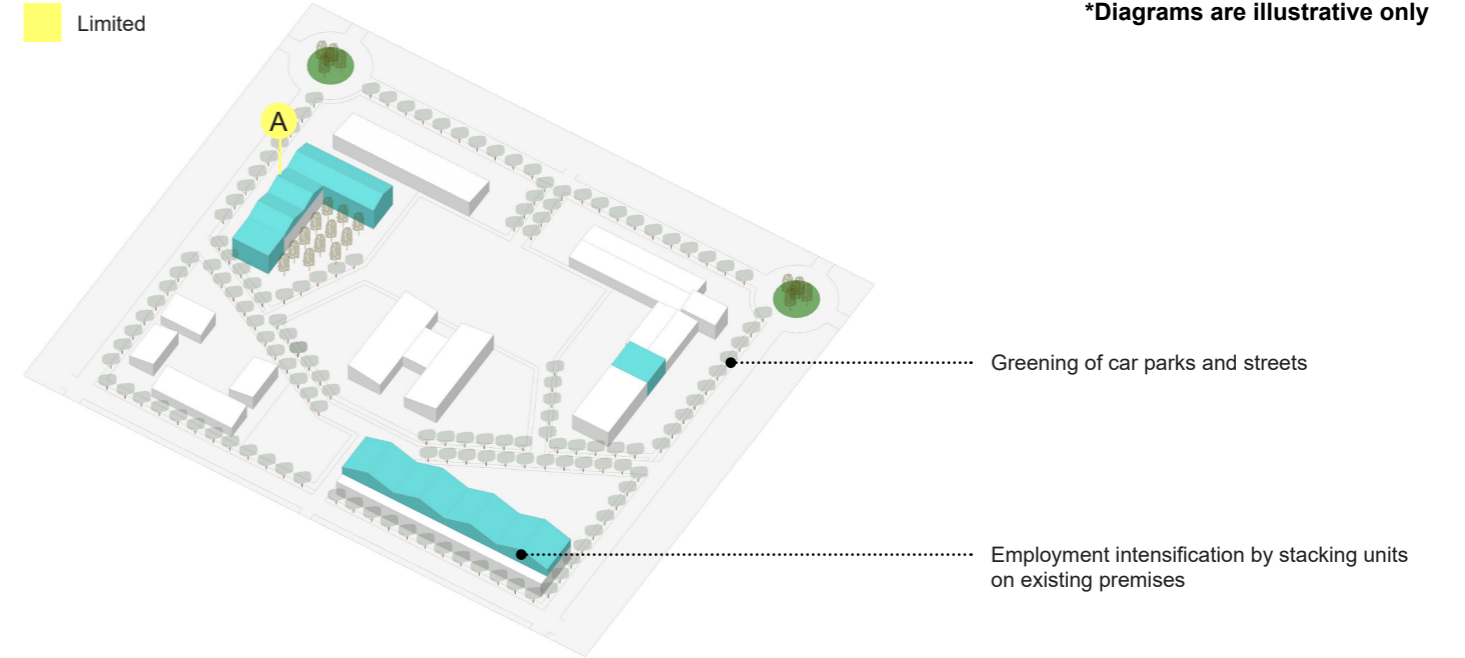 Limited
*Diagrams are illustrative only
A
Greening of car parks and streets
Employment intensification by stacking units
on existing premises